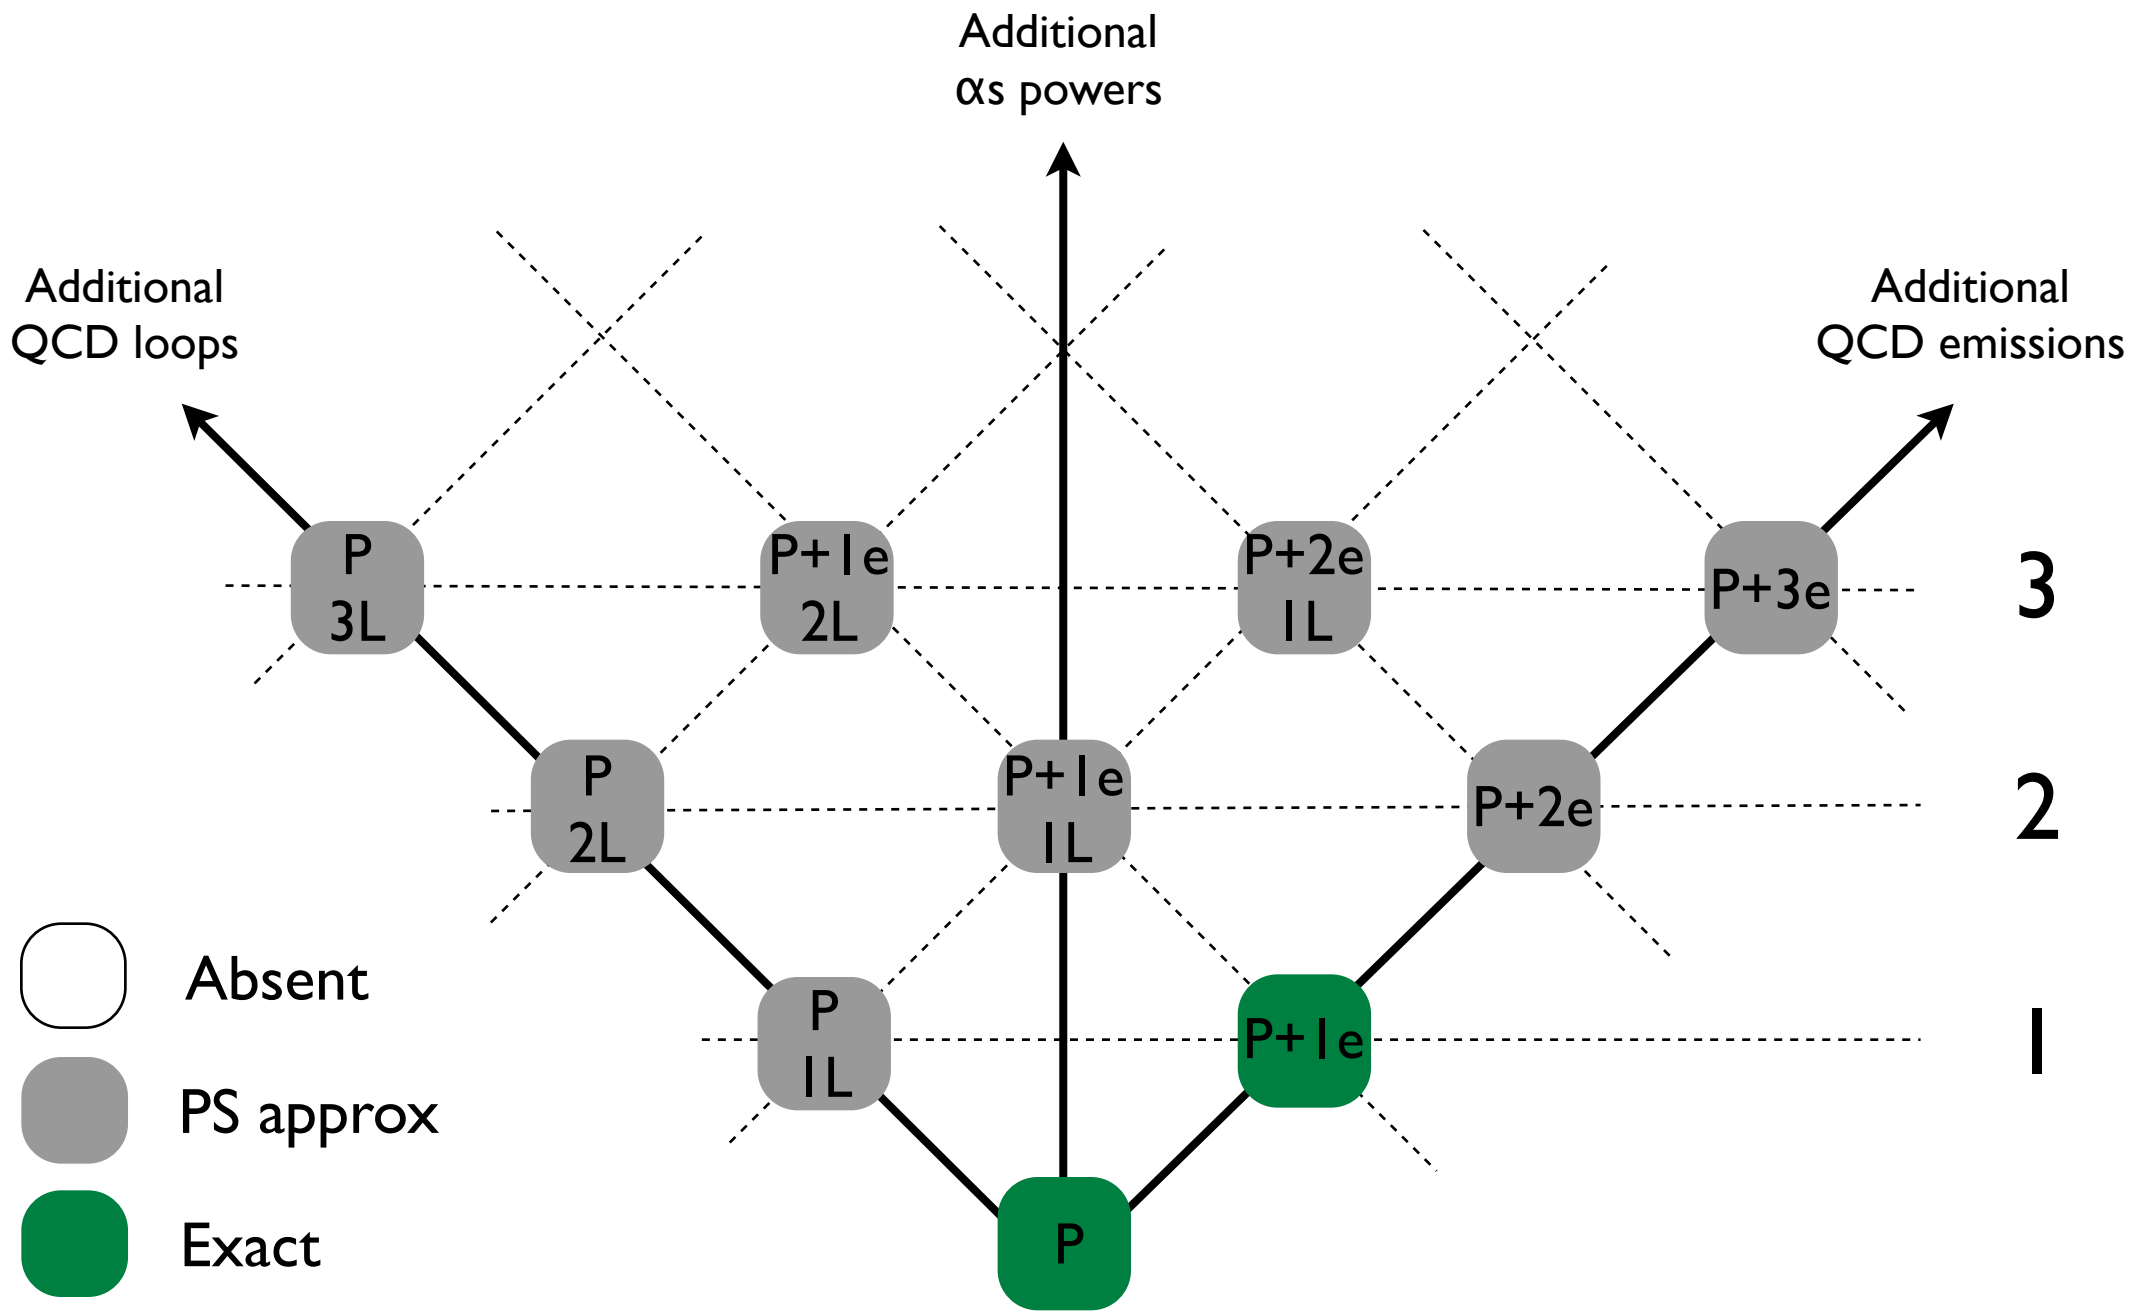 Additional
αs powers
Additional
QCD loops
Additional
QCD emissions
P
3L
P+1e
2L
P+2e
1L
P+3e
3
P
2L
P+1e
1L
P+2e
2
P
1L
P+1e
1
P
Absent
PS approx
Exact